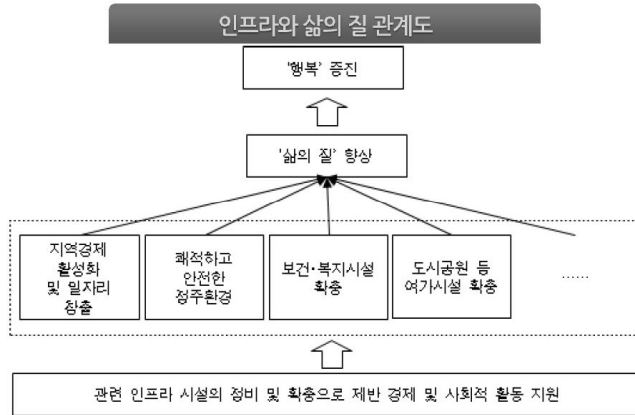 인프라와 삶의 질 관계도
'행복' 증진
'삶의 질' 향상
지역경제
활성화
및 일자리
창출
쾌적하고
안전한
정주환경
보건·복지시설
확충
도시공원 등
여가시설 확충
......
관련 인프라 시설의 정비 및 확충으로 제반 경제 및 사회적 활동 지원